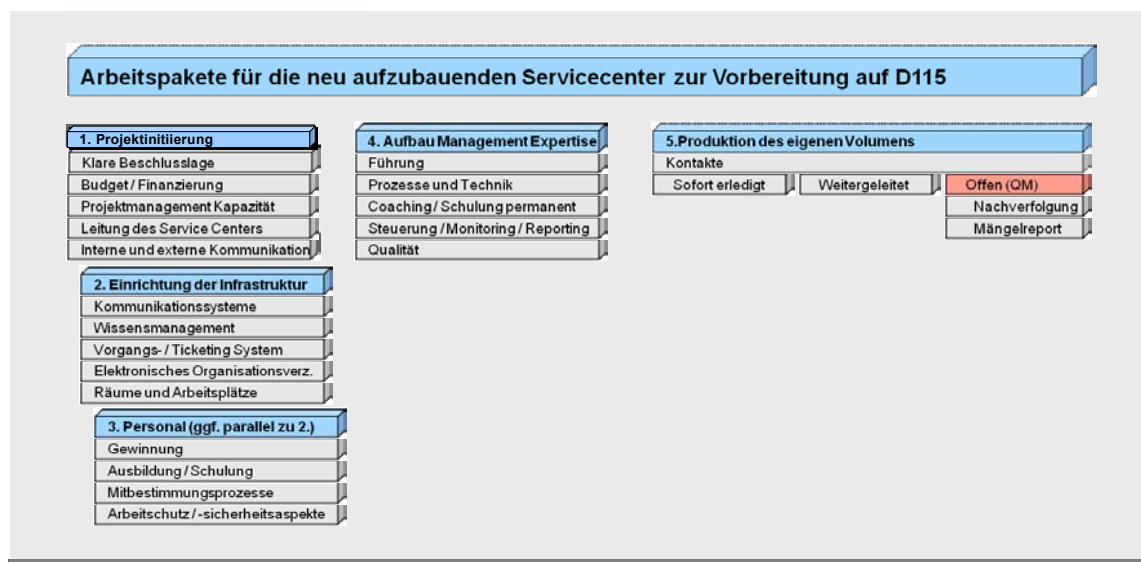 Arbeitspakete für die neu aufzubauenden Servicecenter zur Vorbereitung auf D115
1. Projektinitiierung
Klare Beschlusslage
Budget / Finanzierung
Projektmanagement Kapazität
Leitung des Service Centers
Interne und externe Kommunikation
2. Einrichtung der Infrastruktur
Kommunikationssysteme
Wissensmanagement
Vorgangs- / Ticketing System
Elektronisches Organisationsverz.
Räume und Arbeitsplätze
3. Personal (ggf. parallel zu 2.)
Gewinnung
Ausbildung / Schulung
Mitbestimmungsprozesse
Arbeitschutz / -sicherheitsaspekte
4. Aufbau Management Expertise
Führung
Prozesse und Technik
Coaching / Schulung permanent
Steuerung / Monitoring / Reporting
Qualität
5.Produktion des eigenen Volumens
Kontakte
Sofort erledigt
Weitergeleitet
Offen (QM)
Nachverfolgung
Mängelreport